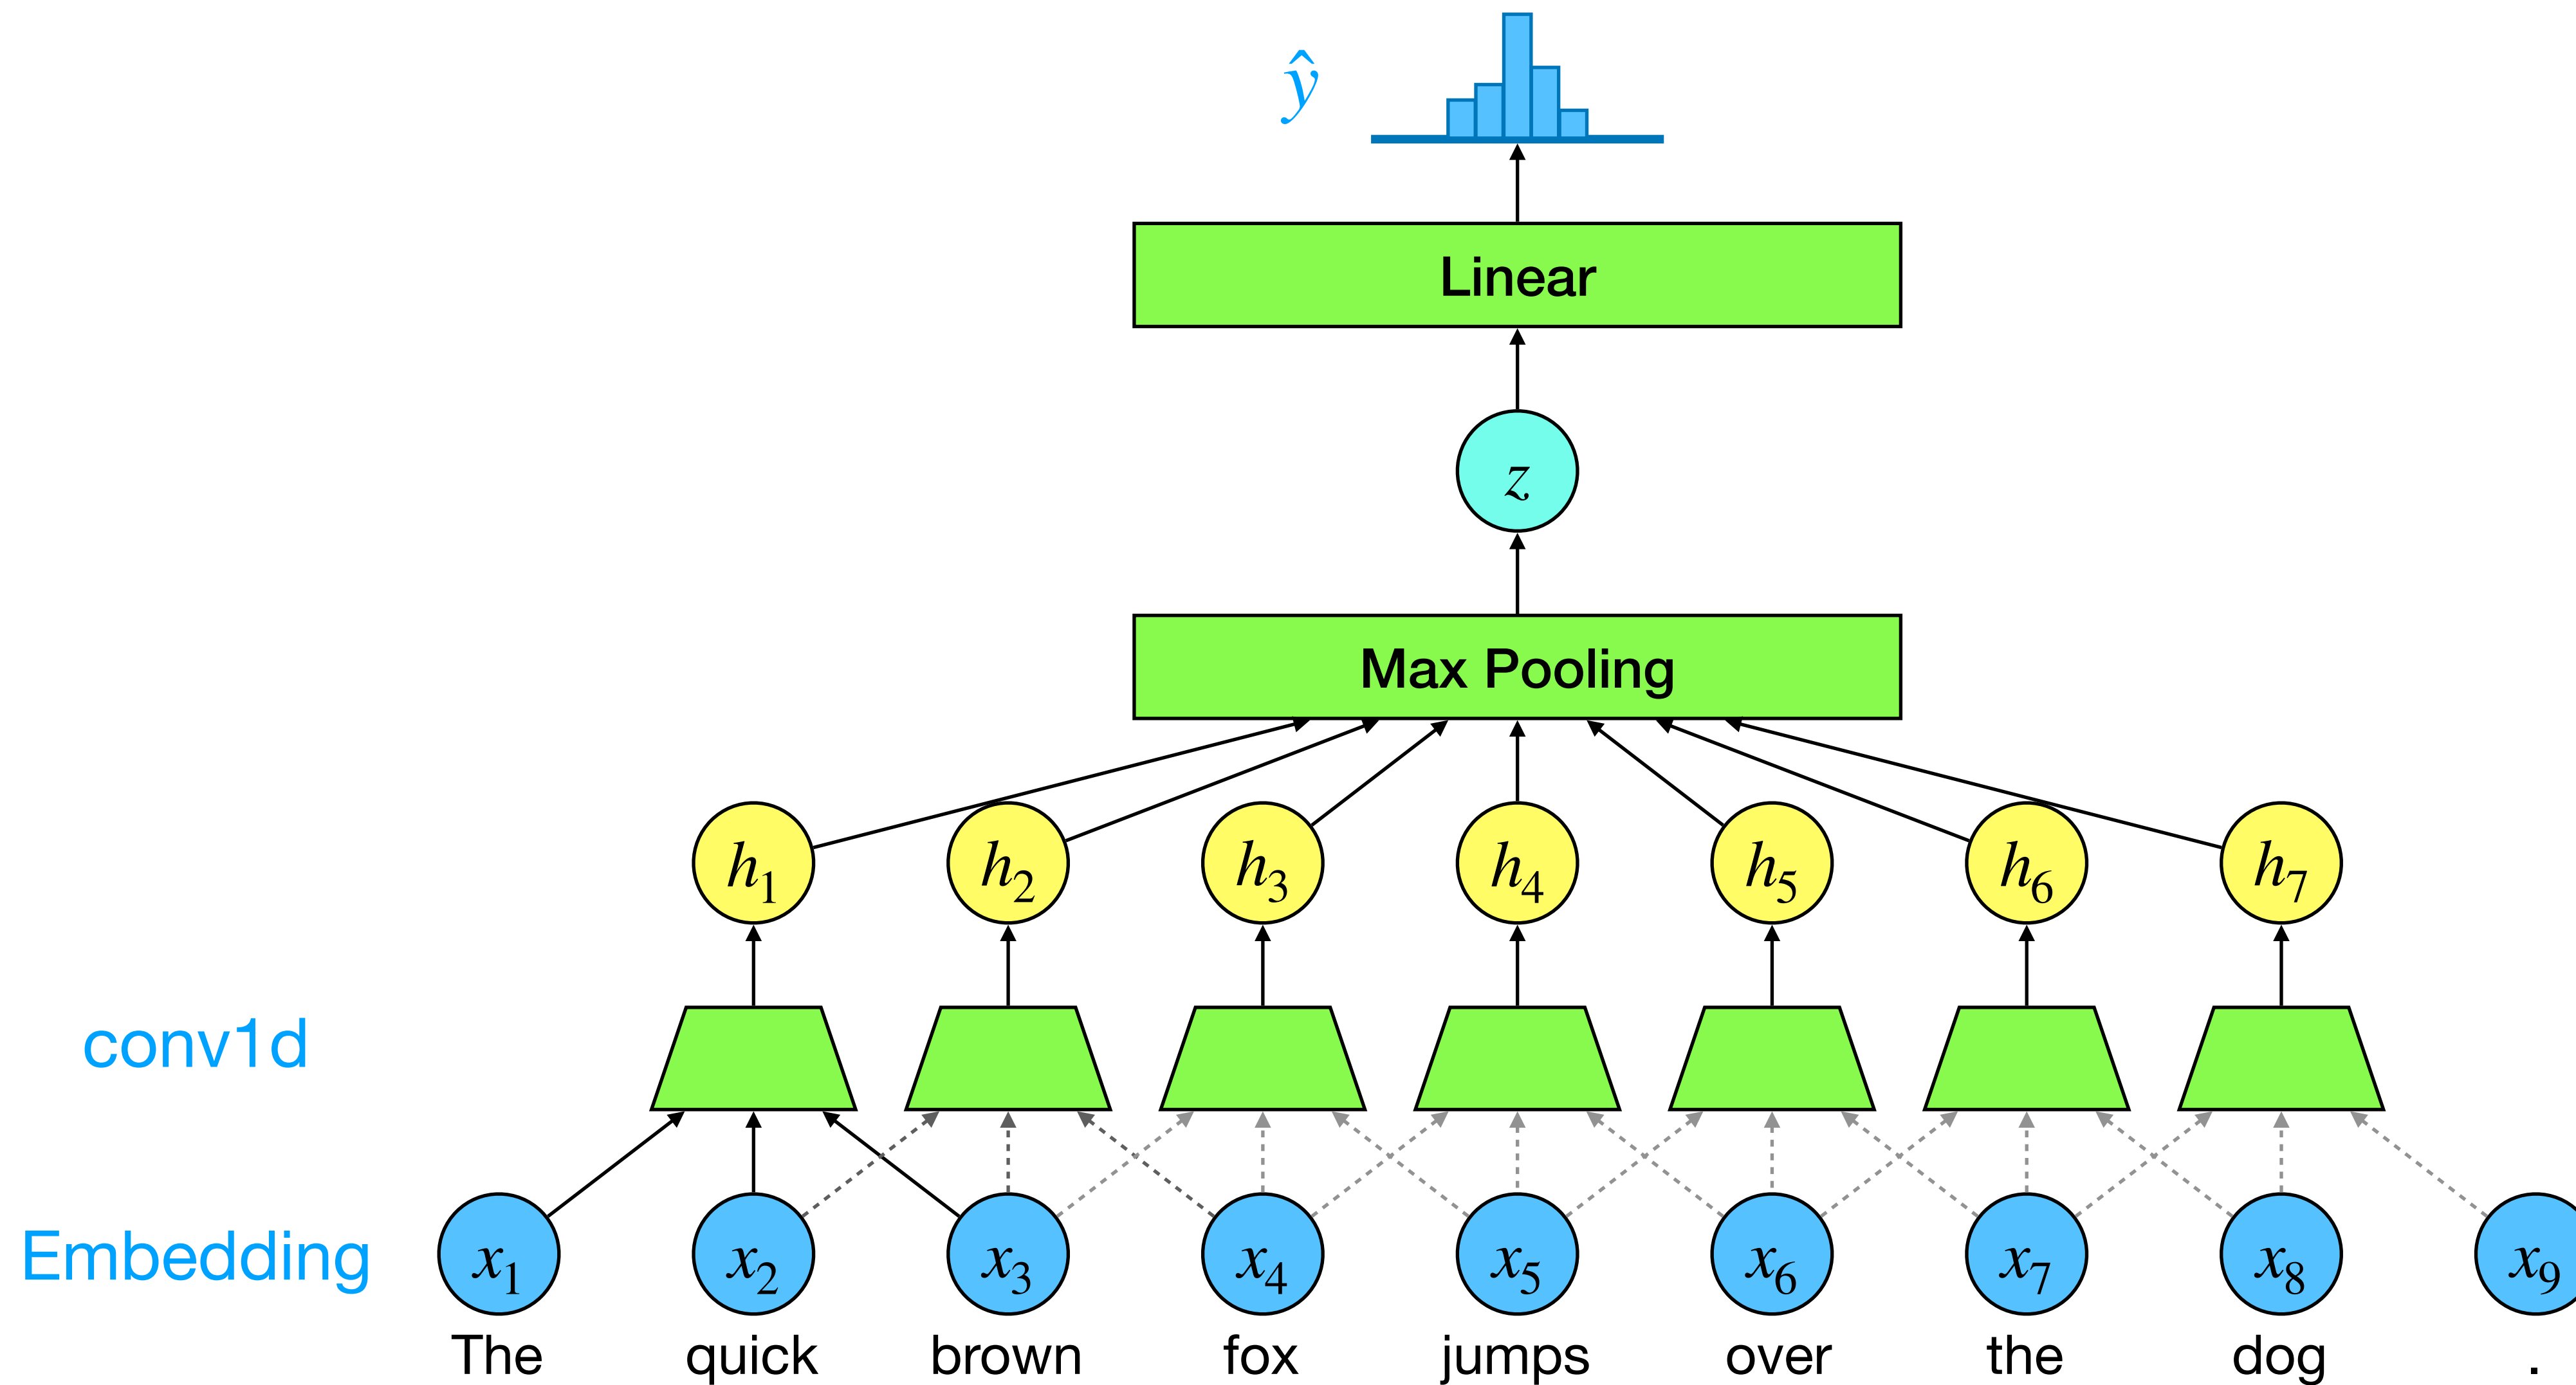 ŷ
Linear
z
Max Pooling
h₁ h₂ h₃ h₄ h₅ h₆ h₇
conv1d
Embedding x₁ x₂ x₃ x₄ x₅ x₆ x₇ x₈ x₉
The quick brown fox jumps over the dog .